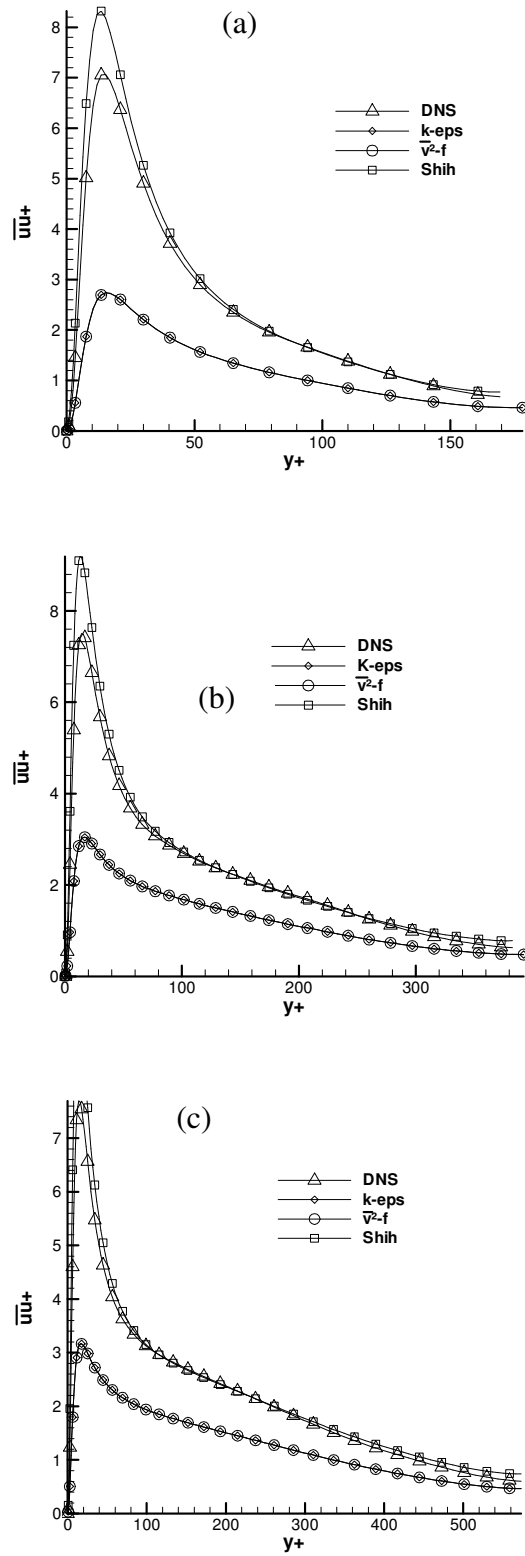 (a)
DNS
k-eps
v²-f
Shih
uu+
8
7
6
5
4
3
2
1
0
0 50 100 150
y+
(b)
DNS
K-eps
v²-f
Shih
uu+
8
6
4
2
0
0 100 200 300
y+
(c)
DNS
k-eps
v²-f
Shih
uu+
7
6
5
4
3
2
1
0
0 100 200 300 400 500
y+